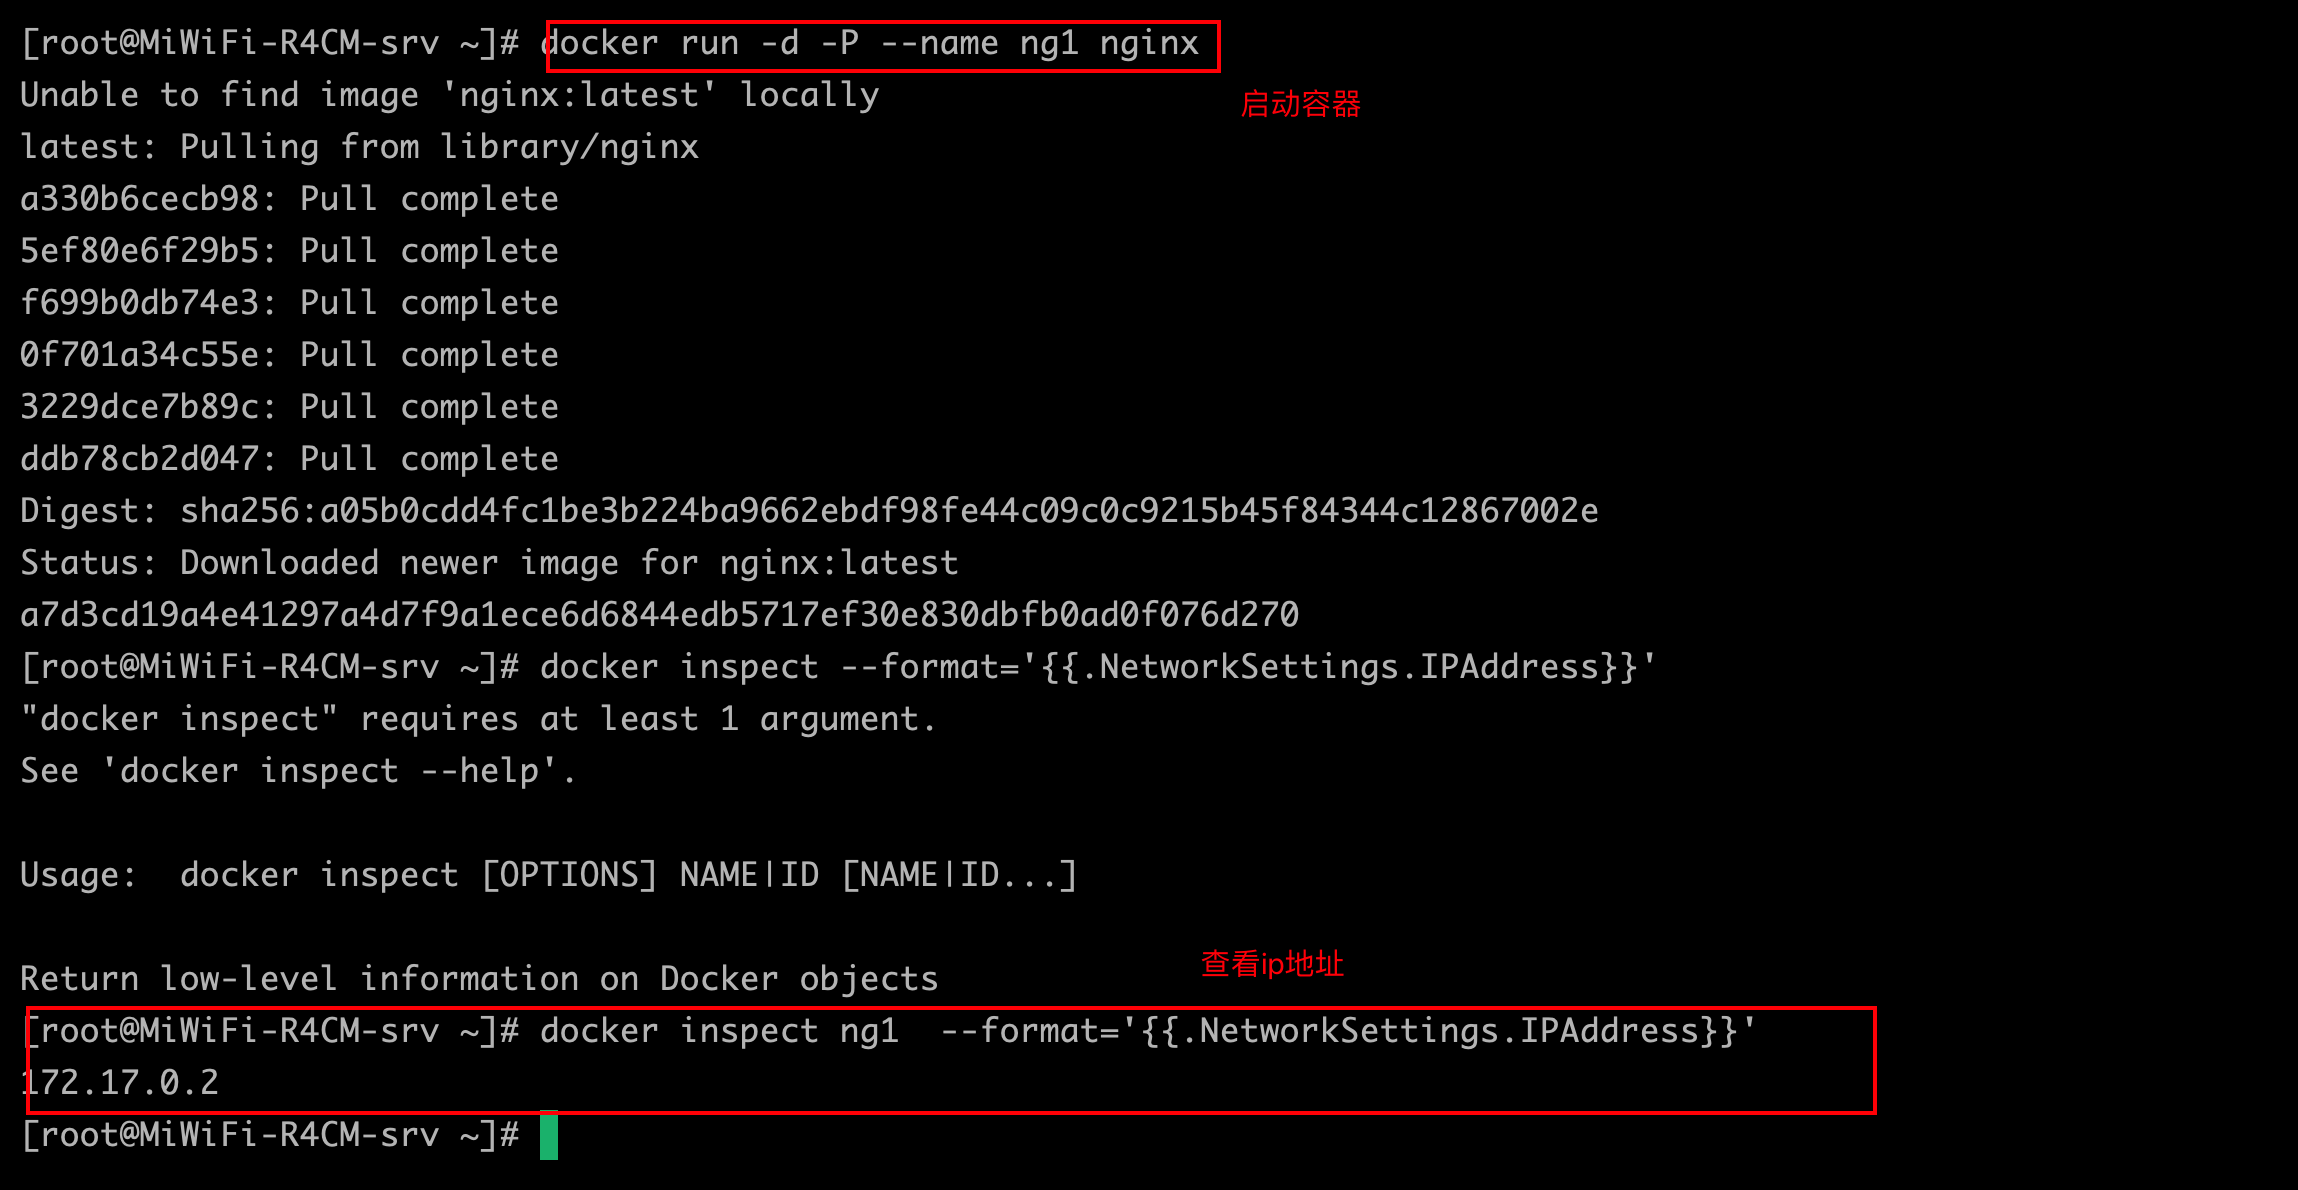 [root@MiWiFi-R4CM-srv ~]# docker run -d -P --name ng1 nginx
Unable to find image 'nginx:latest' locally
启动容器
latest: Pulling from library/nginx
a330b6cecb98: Pull complete
5ef80e6f29b5: Pull complete
f699b0db74e3: Pull complete
0f701a34c55e: Pull complete
3229dce7b89c: Pull complete
ddb78cb2d047: Pull complete
Digest: sha256:a05b0cdd4fc1be3b224ba9662ebdf98fe44c09c0c9215b45f84344c12867002e
Status: Downloaded newer image for nginx:latest
a7d3cd19a4e41297a4d7f9a1ece6d6844edb5717ef30e830dbfb0ad0f076d270
[root@MiWiFi-R4CM-srv ~]# docker inspect --format='{{.NetworkSettings.IPAddress}}'
"docker inspect" requires at least 1 argument.
See 'docker inspect --help'.
Usage:  docker inspect [OPTIONS] NAME|ID [NAME|ID...]
查看ip地址
Return low-level information on Docker objects
[root@MiWiFi-R4CM-srv ~]# docker inspect ng1  --format='{{.NetworkSettings.IPAddress}}'
172.17.0.2
[root@MiWiFi-R4CM-srv ~]#